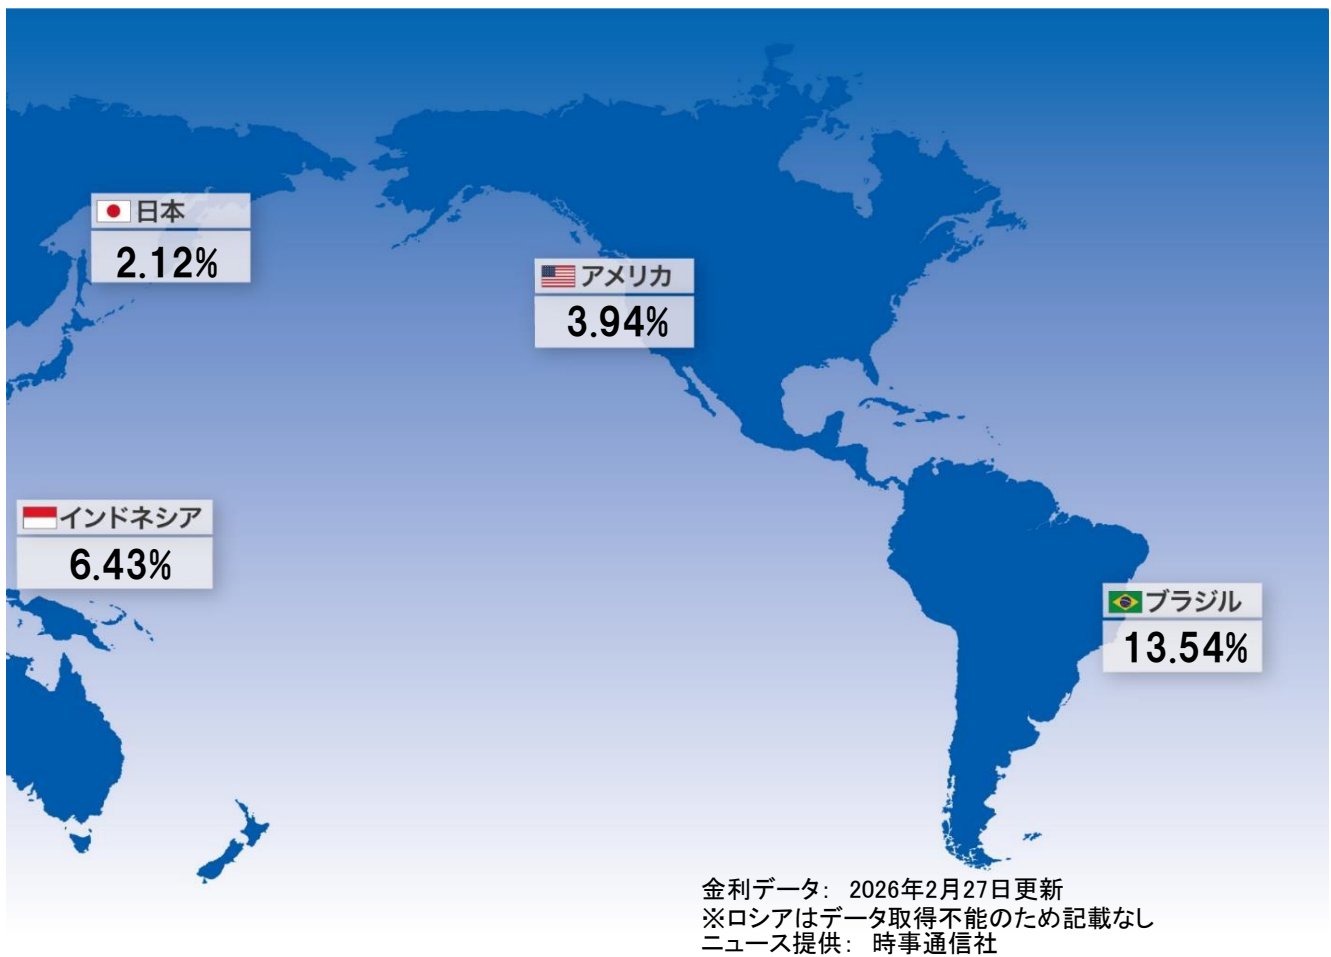 日本
2.12%
アメリカ
3.94%
インドネシア
6.43%
ブラジル
13.54%
金利データ: 2026年2月27日更新
※ロシアはデータ取得不能のため記載なし
ニュース提供: 時事通信社